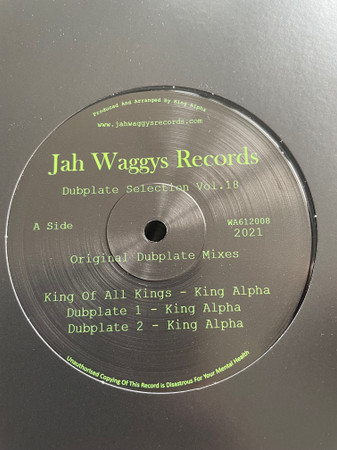 Produced And Arranged By King Alpha
www.jahwaggysrecords.com
Jah Waggys Records
Dubplate Selection Vol.18
A Side
WA612008
2021
Original Dubplate Mixes
King Of All Kings - King Alpha
Dubplate 1 - King Alpha
Dubplate 2 - King Alpha
Unauthorised Copying Of This Record is Disastrous For Your Mental Health